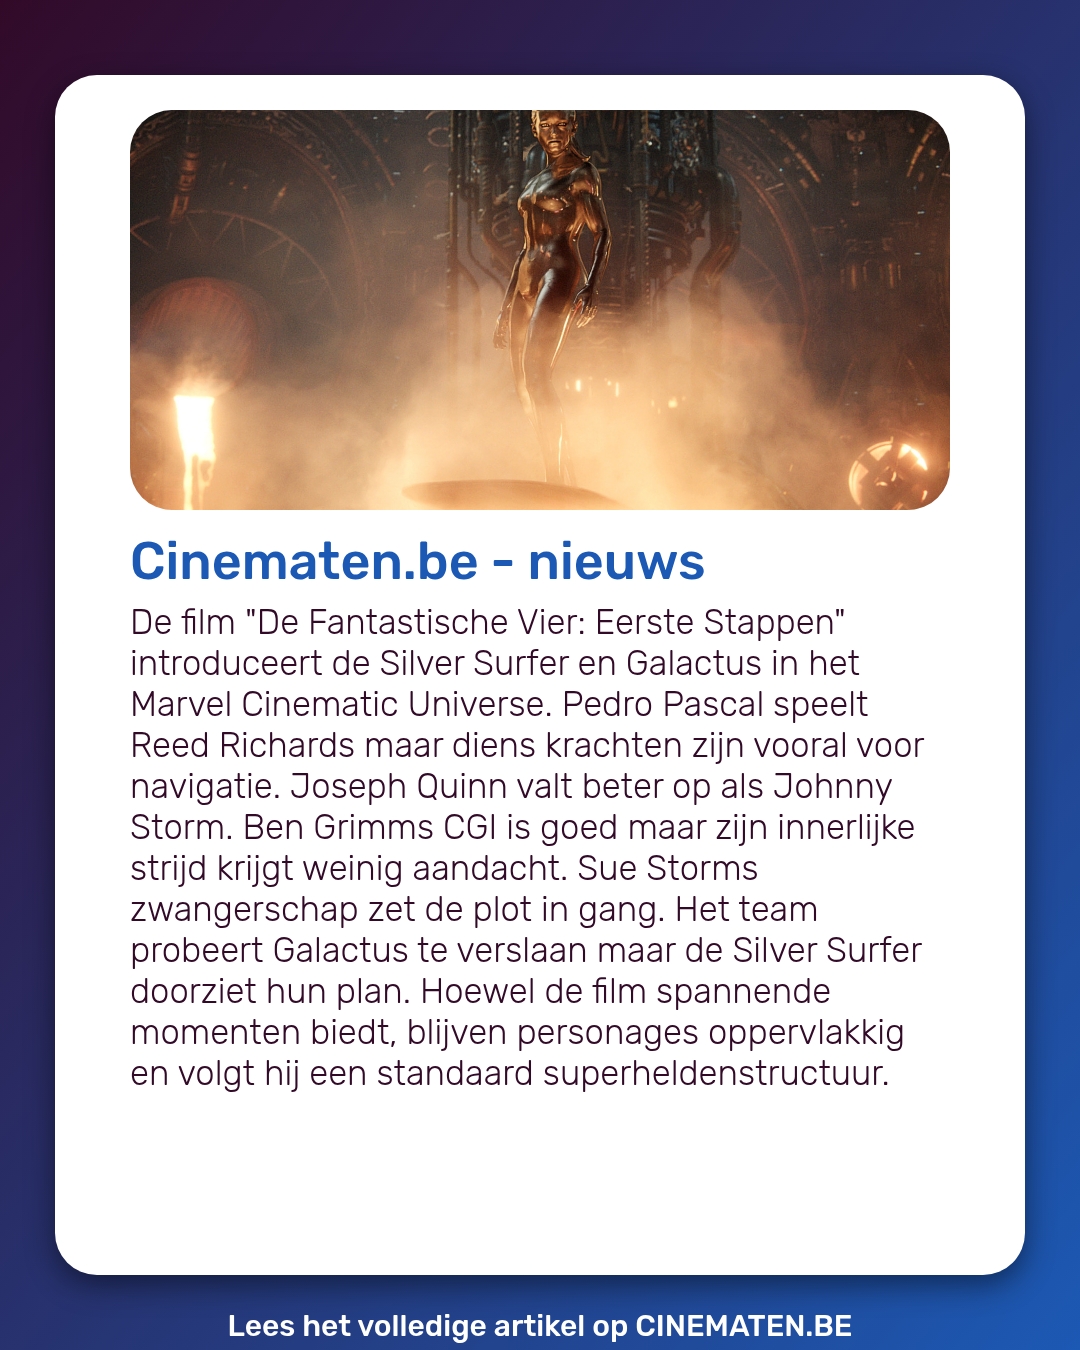 Cinematen.be - nieuws
De film "De Fantastische Vier: Eerste Stappen"
introduceert de Silver Surfer en Galactus in het
Marvel Cinematic Universe. Pedro Pascal speelt
Reed Richards maar diens krachten zijn vooral voor
navigatie. Joseph Quinn valt beter op als Johnny
Storm. Ben Grimms CGI is goed maar zijn innerlijke
strijd krijgt weinig aandacht. Sue Storms
zwangerschap zet de plot in gang. Het team
probeert Galactus te verslaan maar de Silver Surfer
doorziet hun plan. Hoewel de film spannende
momenten biedt, blijven personages oppervlakkig
en volgt hij een standaard superheldenstructuur.
Lees het volledige artikel op CINEMATEN.BE